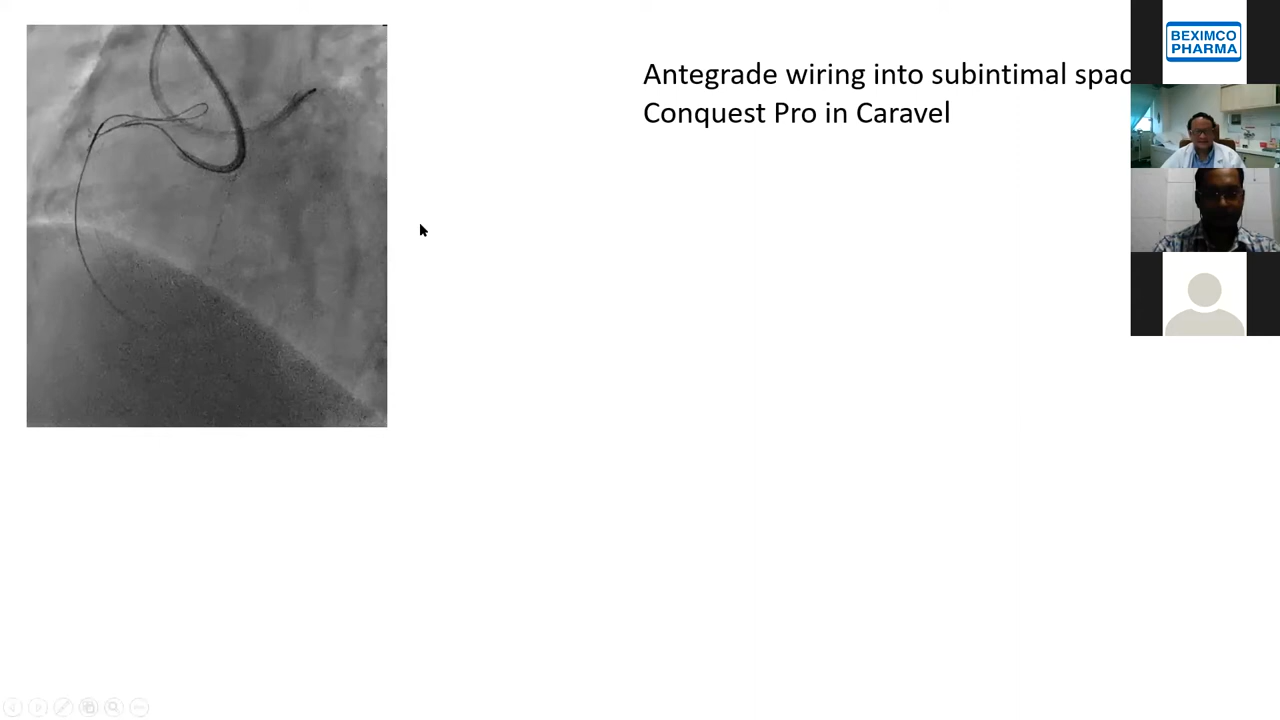 Antegrade wiring into subintimal spac
Conquest Pro in Caravel
BEXIMCO
PHARMA